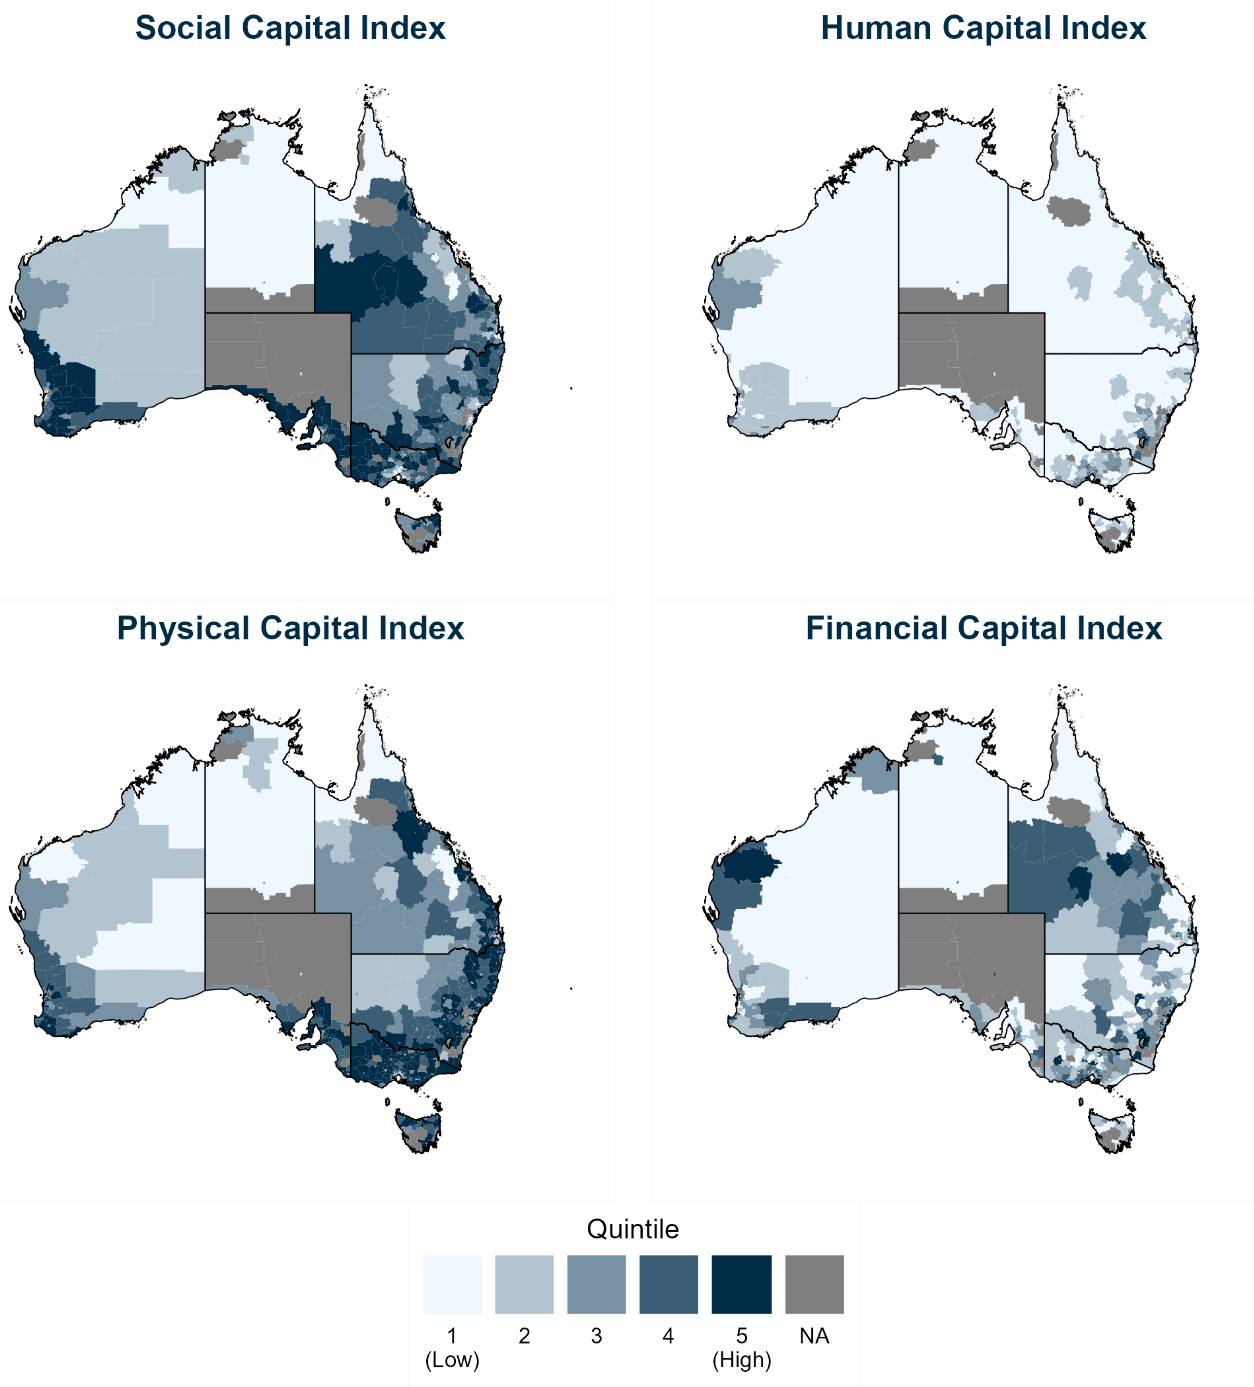 Social Capital Index
Human Capital Index
Physical Capital Index
Financial Capital Index
Quintile
1 2 3 4 5 NA
(Low) (High)